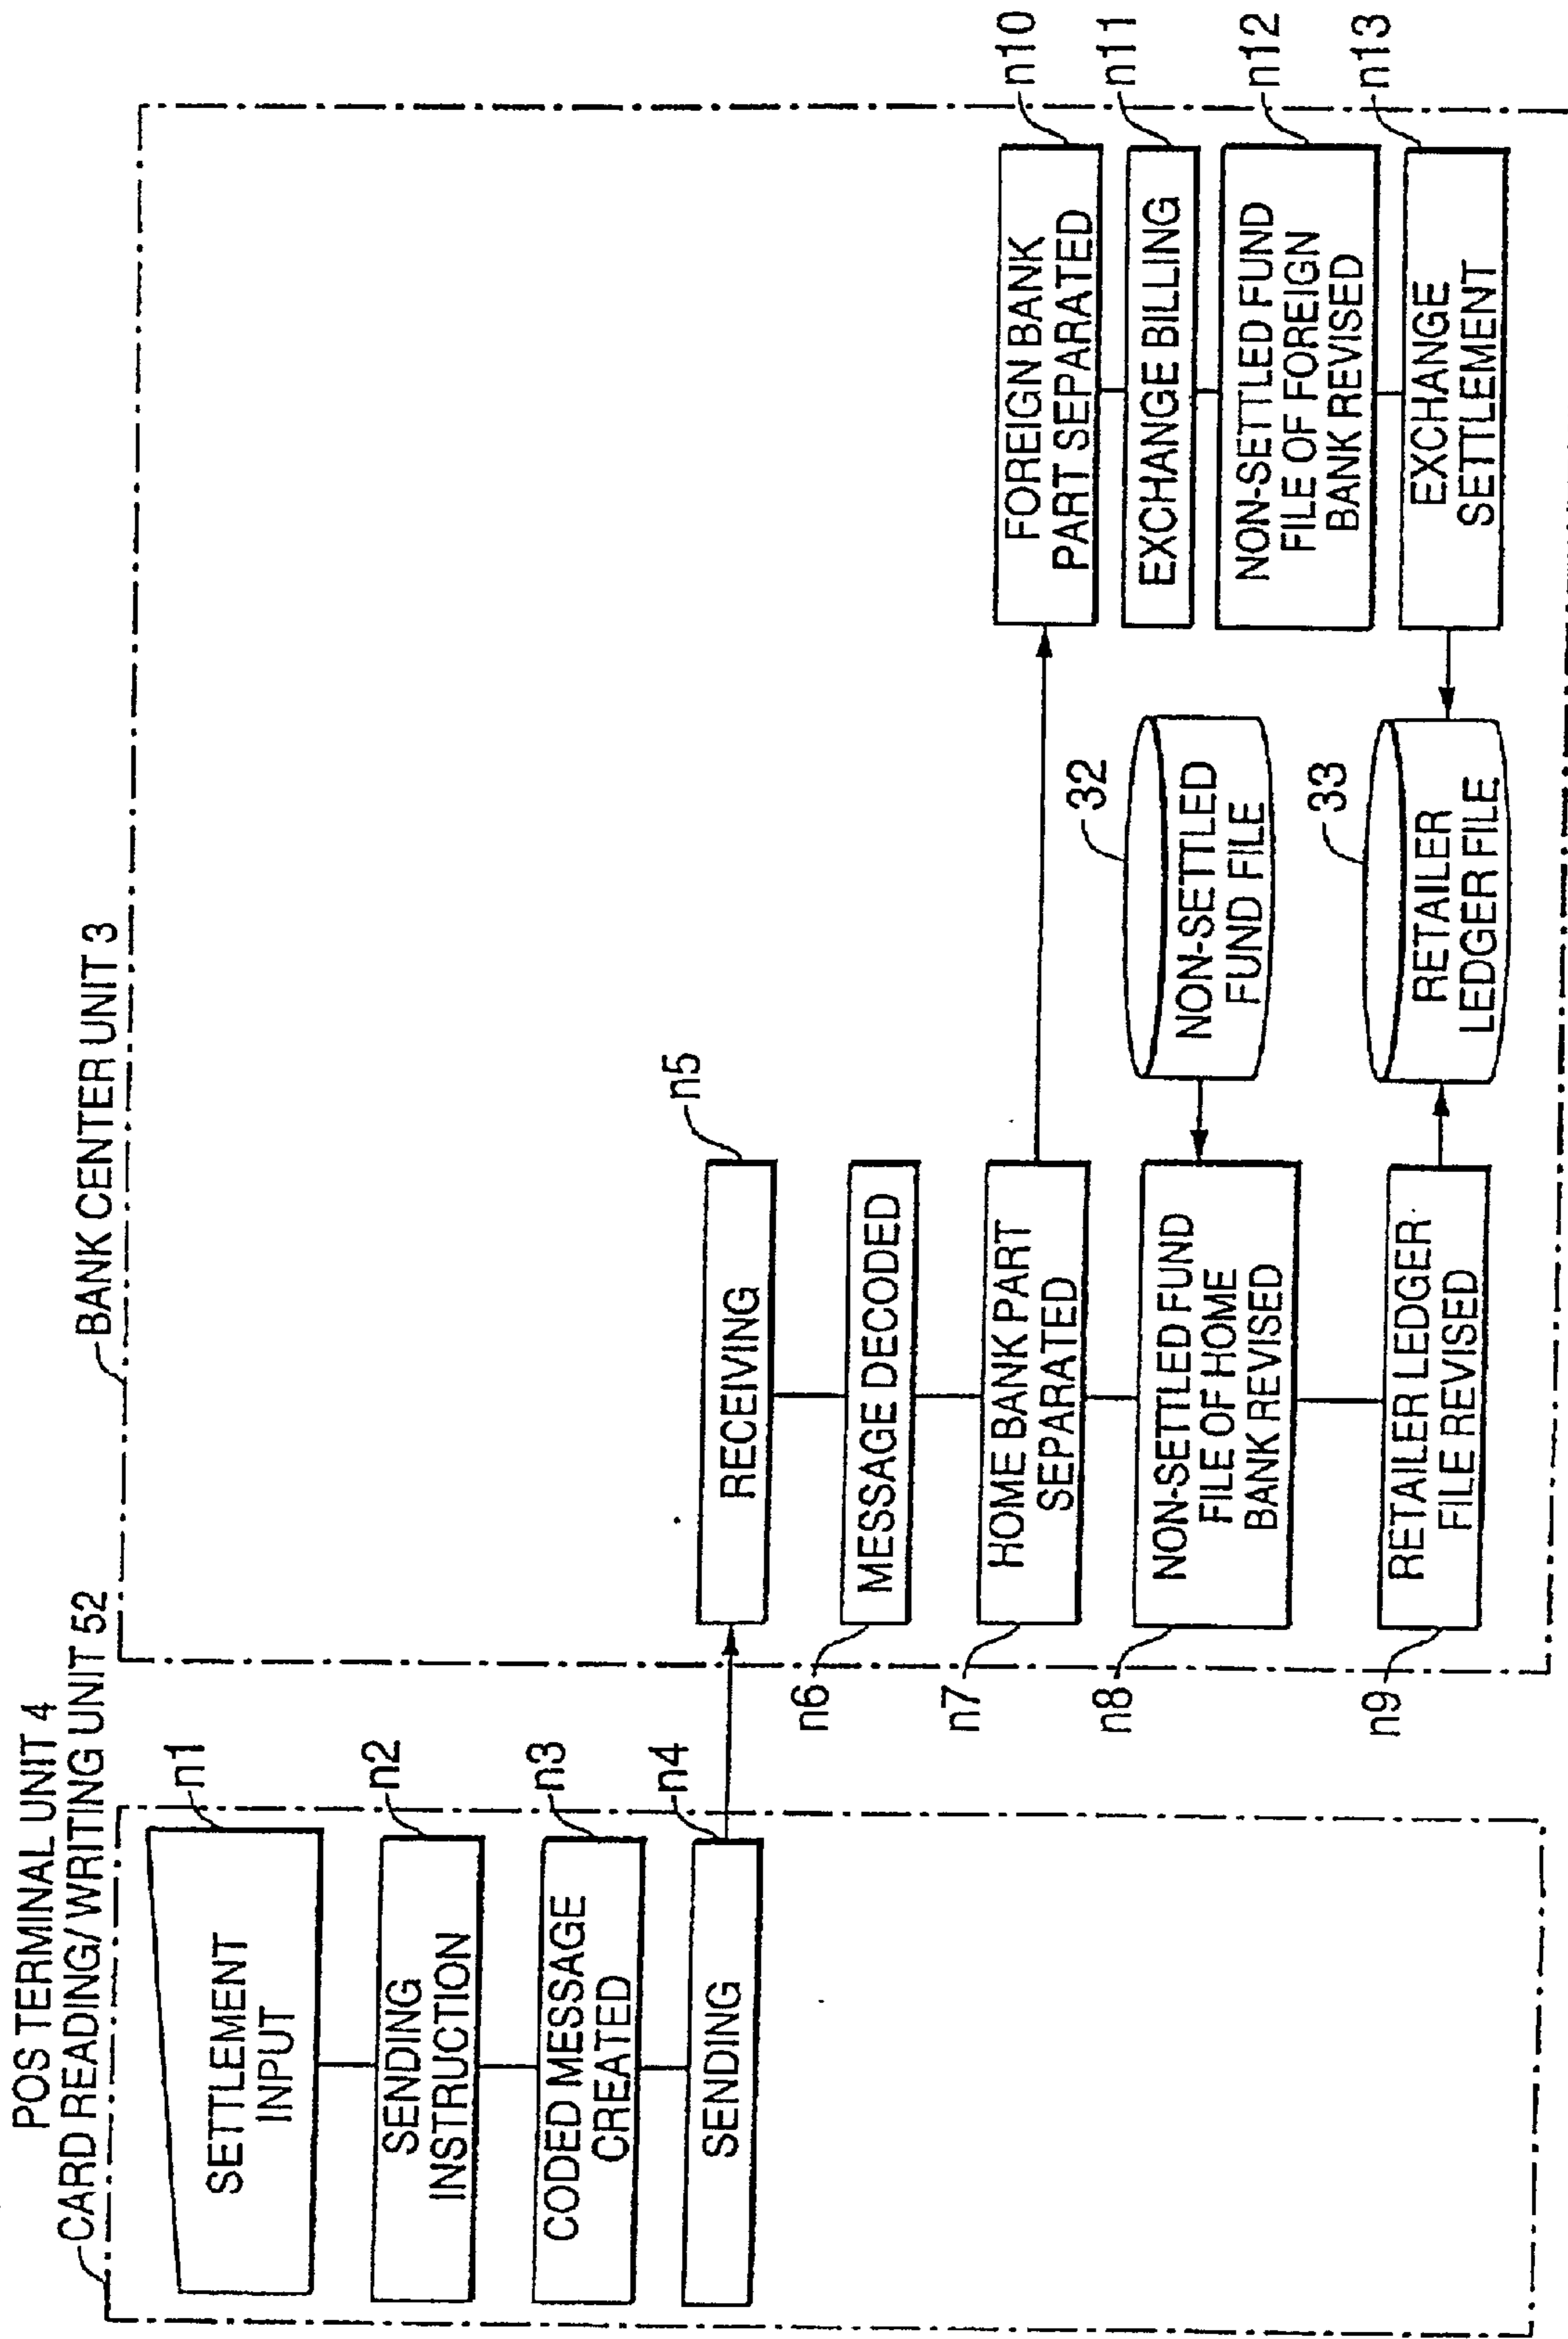 POS TERMINAL UNIT 4
CARD READING/WRITING UNIT 52
n1
SETTLEMENT
INPUT
n2
SENDING
INSTRUCTION
n3
CODED MESSAGE
CREATED
n4
SENDING
BANK CENTER UNIT 3
n5
RECEIVING
n6
MESSAGE DECODED
n7
HOME BANK PART
SEPARATED
n8
NON-SETTLED FUND
FILE OF HOME
BANK REVISED
n9
RETAILER LEDGER
FILE REVISED
32
NON-SETTLED
FUND FILE
33
RETAILER
LEDGER FILE
n10
FOREIGN BANK
PART SEPARATED
n11
EXCHANGE BILLING
n12
NON-SETTLED FUND
FILE OF FOREIGN
BANK REVISED
n13
EXCHANGE
SETTLEMENT